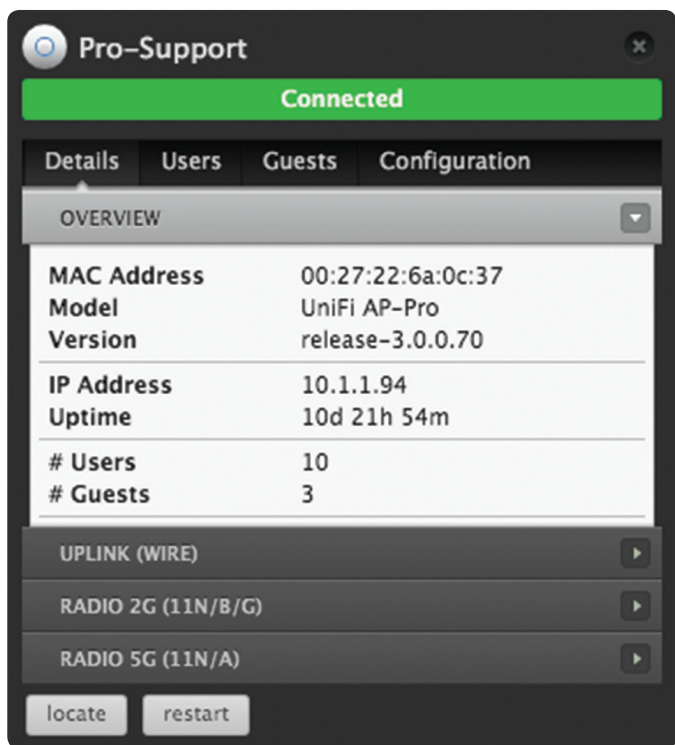 Pro-Support
Connected
Details Users Guests Configuration
OVERVIEW
MAC Address 00:27:22:6a:0c:37
Model UniFi AP-Pro
Version release-3.0.0.70
IP Address 10.1.1.94
Uptime 10d 21h 54m
# Users 10
# Guests 3
UPLINK (WIRE)
RADIO 2G (11N/B/G)
RADIO 5G (11N/A)
locate restart